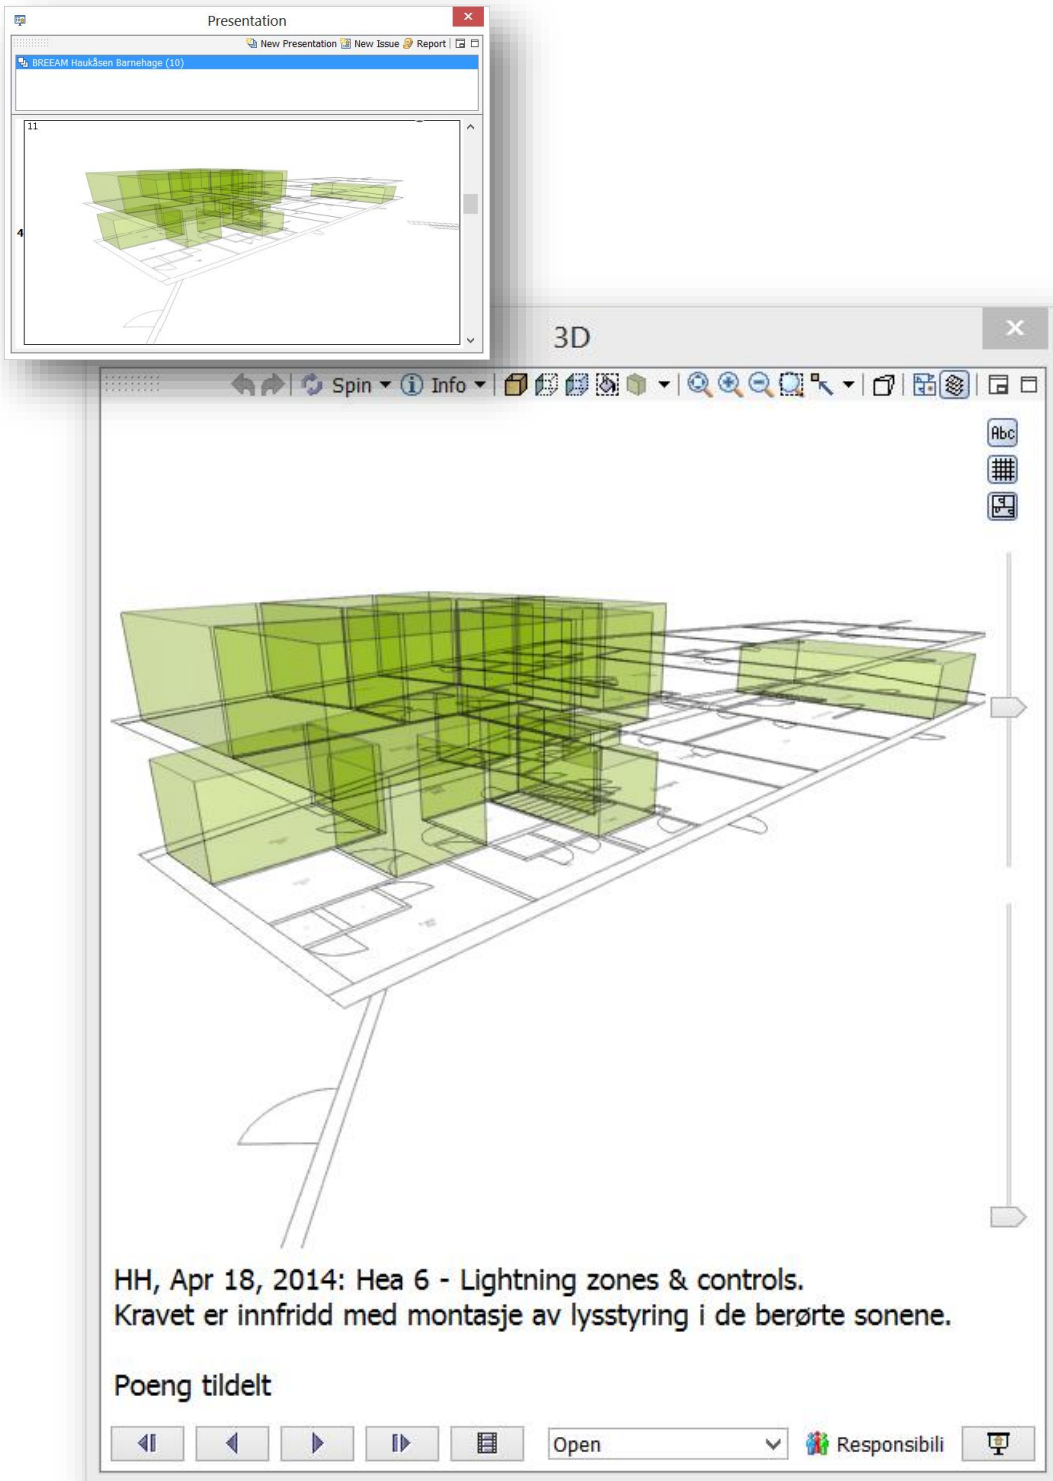 Presentation
New Presentation New Issue Report
BREEAM Haukåsen Barnehage (10)
11
4
3D
Spin Info
Abc
HH, Apr 18, 2014: Hea 6 - Lightning zones & controls.
Kravet er innfridd med montasje av lysstyring i de berørte sonene.
Poeng tildelt
Open Responsibili